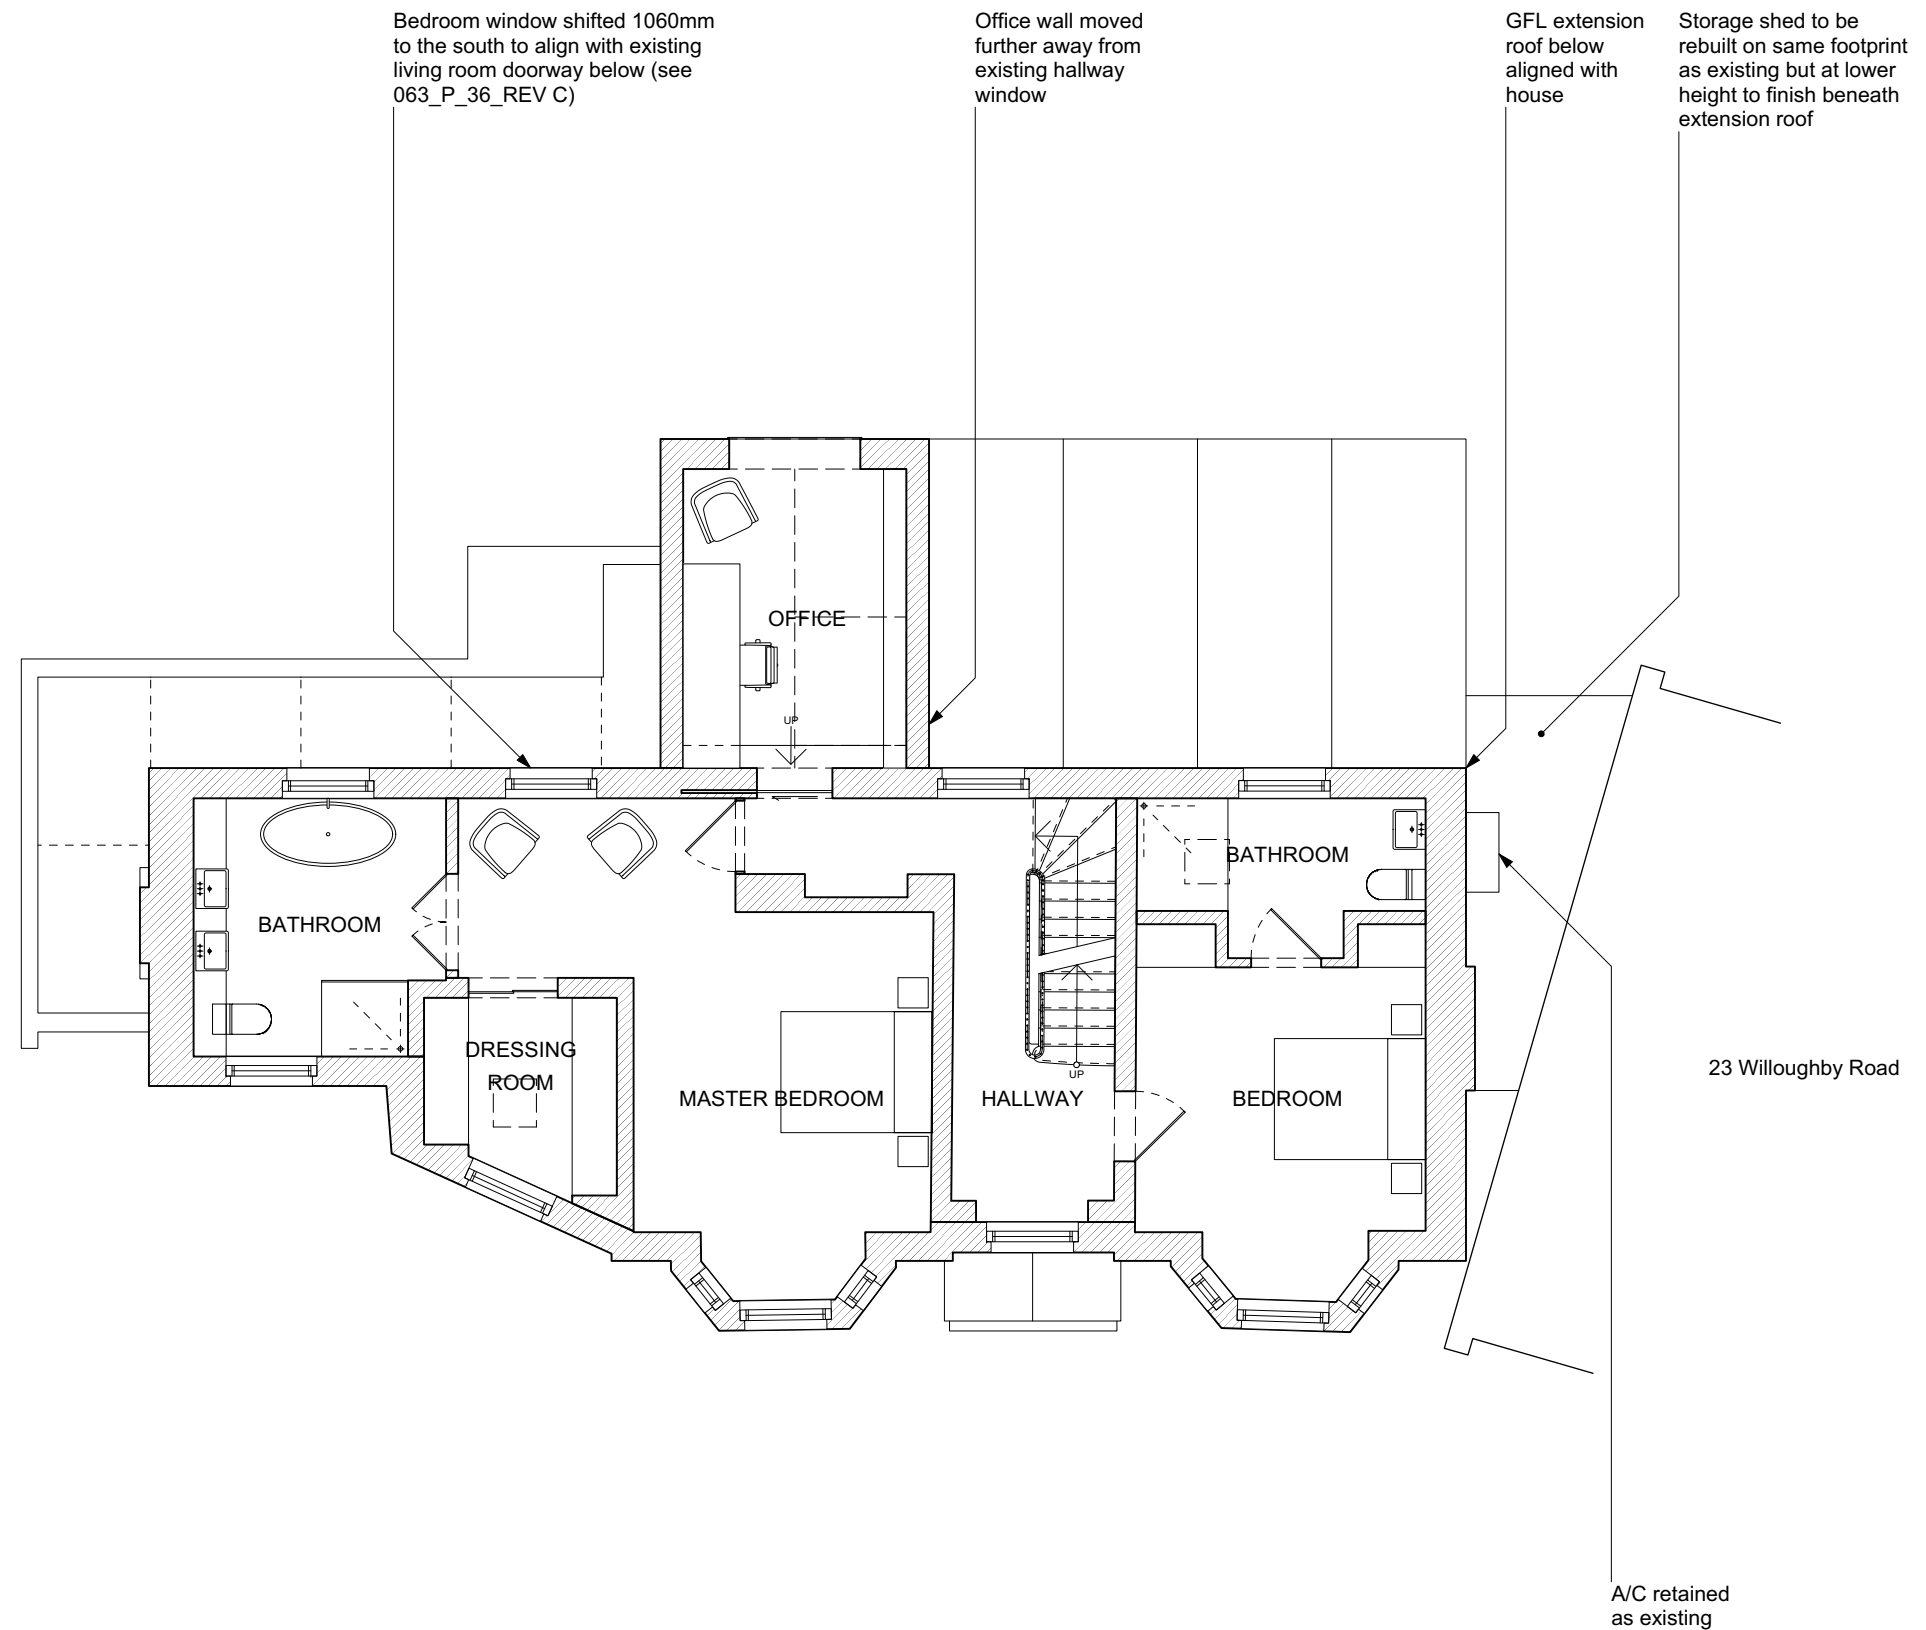 Bedroom window shifted 1060mm
to the south to align with existing
living room doorway below (see
063_P_36_REV C)
Office wall moved
further away from
existing hallway
window
GFL extension
roof below
aligned with
house
Storage shed to be
rebuilt on same footprint
as existing but at lower
height to finish beneath
extension roof
OFFICE
UP
BATHROOM
BATHROOM
DRESSING
ROOM
MASTER BEDROOM
HALLWAY
UP
BEDROOM
23 Willoughby Road
A/C retained
as existing